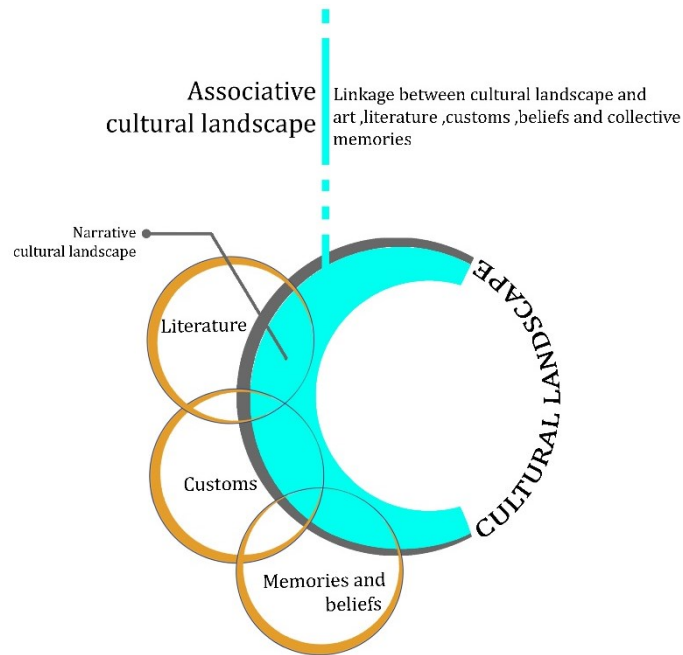 Associative
cultural landscape
Linkage between cultural landscape and
art ,literature ,customs ,beliefs and collective
memories
Narrative
cultural landscape
Literature
Customs
Memories and
beliefs
CULTURAL LANDSCAPE